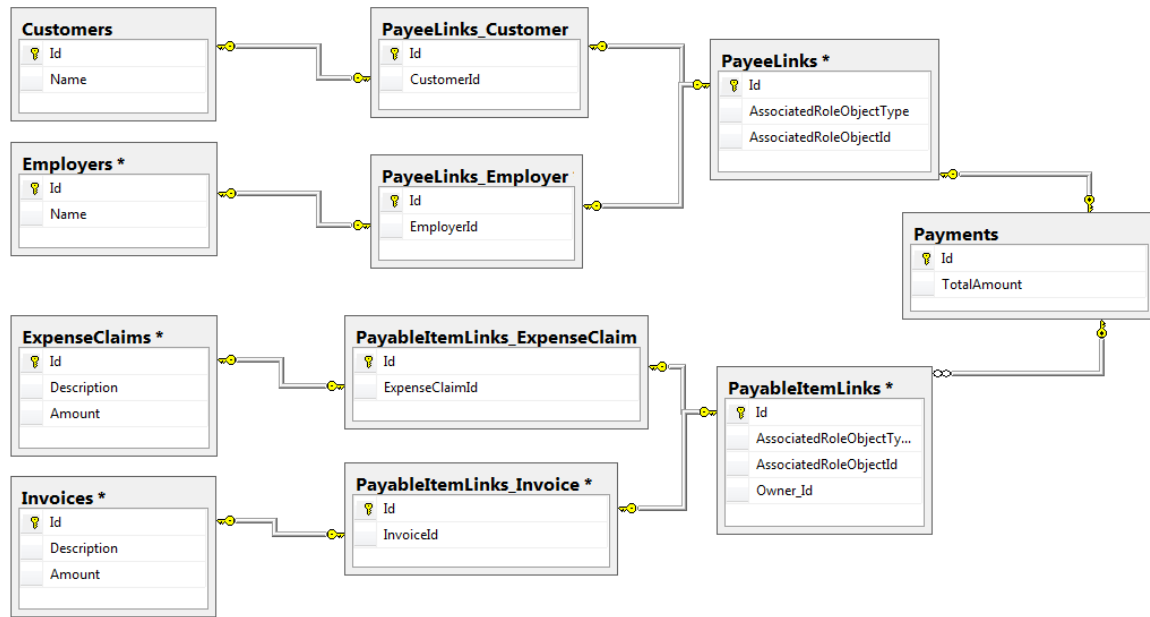 Customers
Id
Name
Employers *
Id
Name
ExpenseClaims *
Id
Description
Amount
Invoices *
Id
Description
Amount
PayeeLinks_Customer
Id
CustomerId
PayeeLinks_Employer
Id
EmployerId
PayableItemLinks_ExpenseClaim
Id
ExpenseClaimId
PayableItemLinks_Invoice *
Id
InvoiceId
PayeeLinks *
Id
AssociatedRoleObjectType
AssociatedRoleObjectId
PayableItemLinks *
Id
AssociatedRoleObjectTy...
AssociatedRoleObjectId
Owner_Id
Payments
Id
TotalAmount